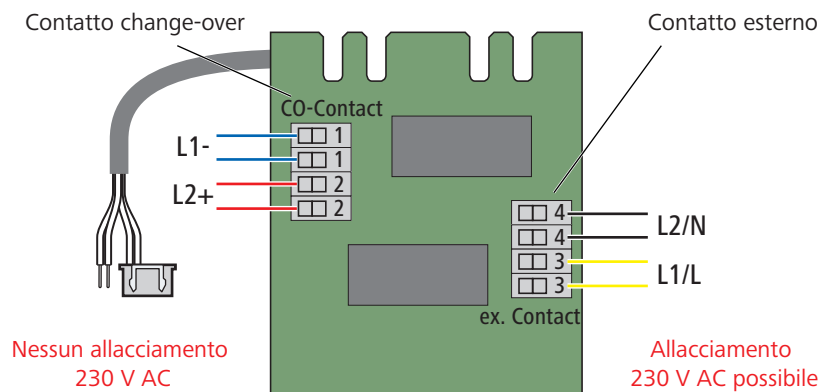 Contatto change-over
Contatto esterno
CO-Contact
1
L1-
1
2
L2+
2
4
L2/N
4
3
L1/L
3
ex. Contact
Nessun allacciamento
230 V AC
Allacciamento
230 V AC possibile